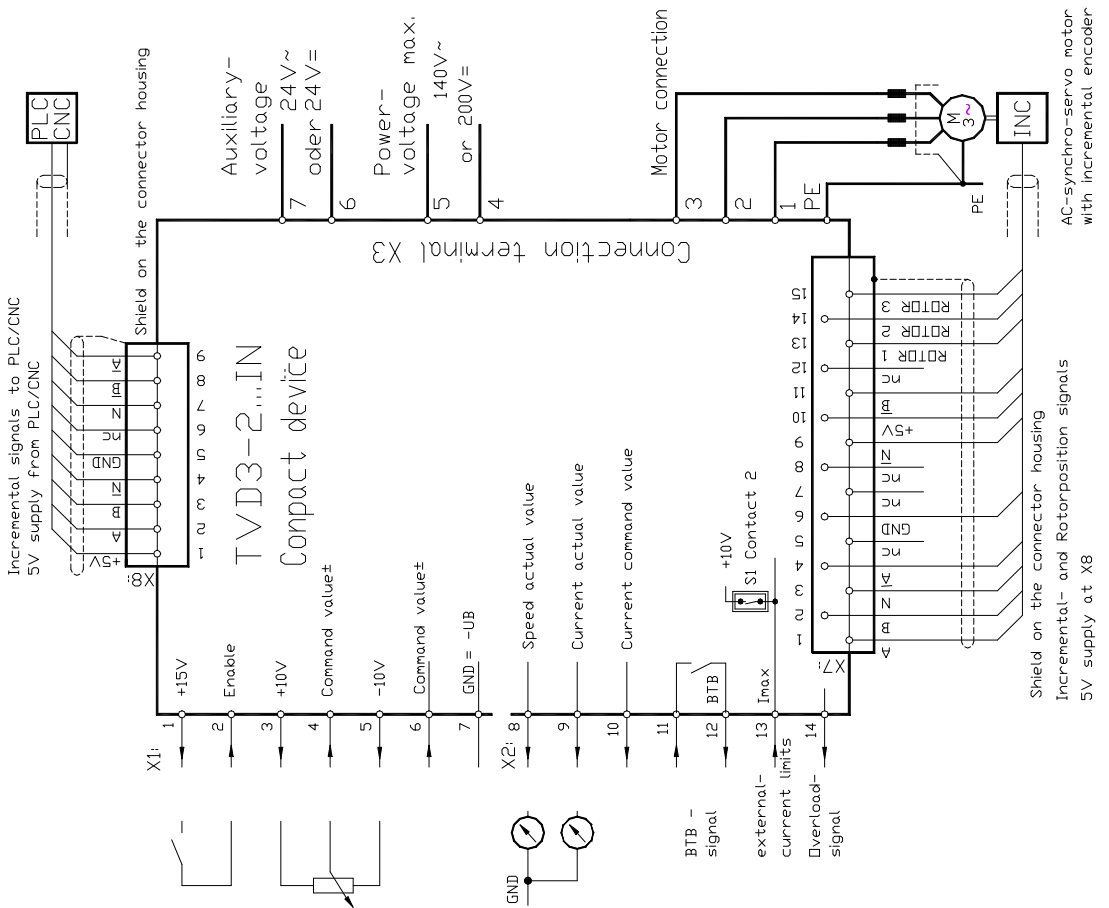 PLC
CNC
Incremental signals to PLC/CNC
5V supply from PLC/CNC
Shield on the connector housing
Auxiliary-
voltage
24V~
oder 24V=
Power-
voltage max.
140V~
or 200V=
Motor connection
7
6
5
4
3
2
1
PE
Connection terminal X3
M
3~
INC
PE
AC-synchro-servo motor
with incremental encoder
X8:
+5V
A
B
N
GND
nc
N
B
A
1
2
3
4
5
6
7
8
9
TVD3-2...IN
Conpact device
X1:
1
+15V
2
Enable
3
+10V
4
Command value±
5
-10V
6
Command value±
7
GND = -UB
X2:
8
Speed actual value
9
Current actual value
10
Current command value
11
BTB
12
13
Imax
14
+10V
S1 Contact 2
GND
BTB -
signal
external-
current limits
Overload-
signal
X7:
1
2
3
4
5
6
7
8
9
10
11
12
13
14
15
A
B
N
A
nc
GND
nc
nc
N
+5V
B
nc
ROTOR 1
ROTOR 2
ROTOR 3
Shield on the connector housing
Incremental- and Rotorposition signals
5V supply at X8